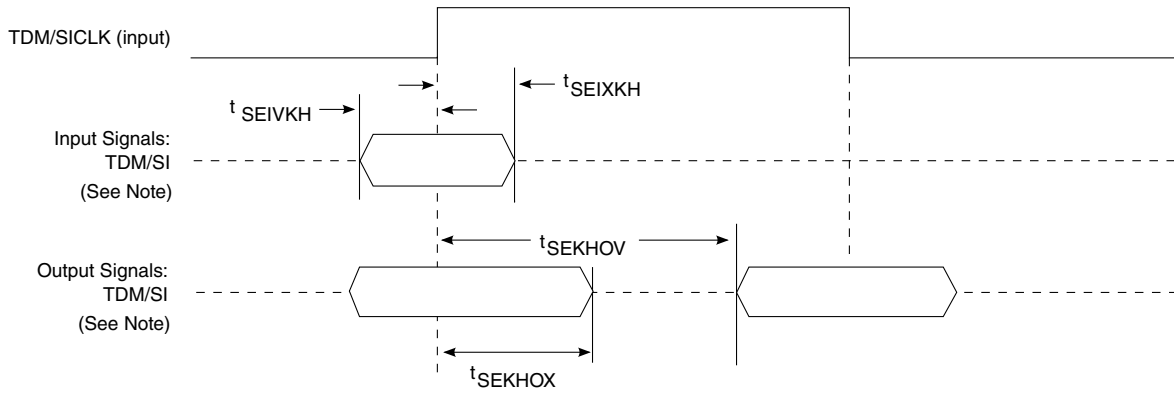 TDM/SICLK (input)
tSEIXKH
tSEIVKH
Input Signals:
TDM/SI
(See Note)
tSEKHOV
Output Signals:
TDM/SI
(See Note)
tSEKHOX